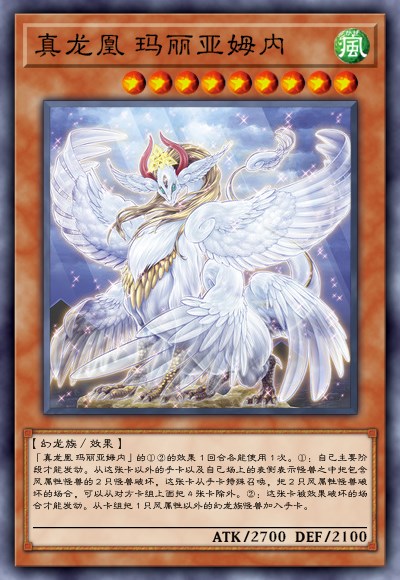 真龙凰 玛丽亚姆内
風
【幻龙族/效果】
「真龙凰 玛丽亚姆内」的①②的效果1回合各能使用1次。①:自己主要阶
段才能发动。从这张卡以外的手卡以及自己场上的表侧表示怪兽之中把包含
风属性怪兽的2只怪兽破坏,这张卡从手卡特殊召唤,把2只风属性怪兽破
坏的场合,可以从对方卡组上面把4张卡除外。②:这张卡被效果破坏的场
合才能发动。从卡组把1只风属性以外的幻龙族怪兽加入手卡。
ATK/2700 DEF/2100